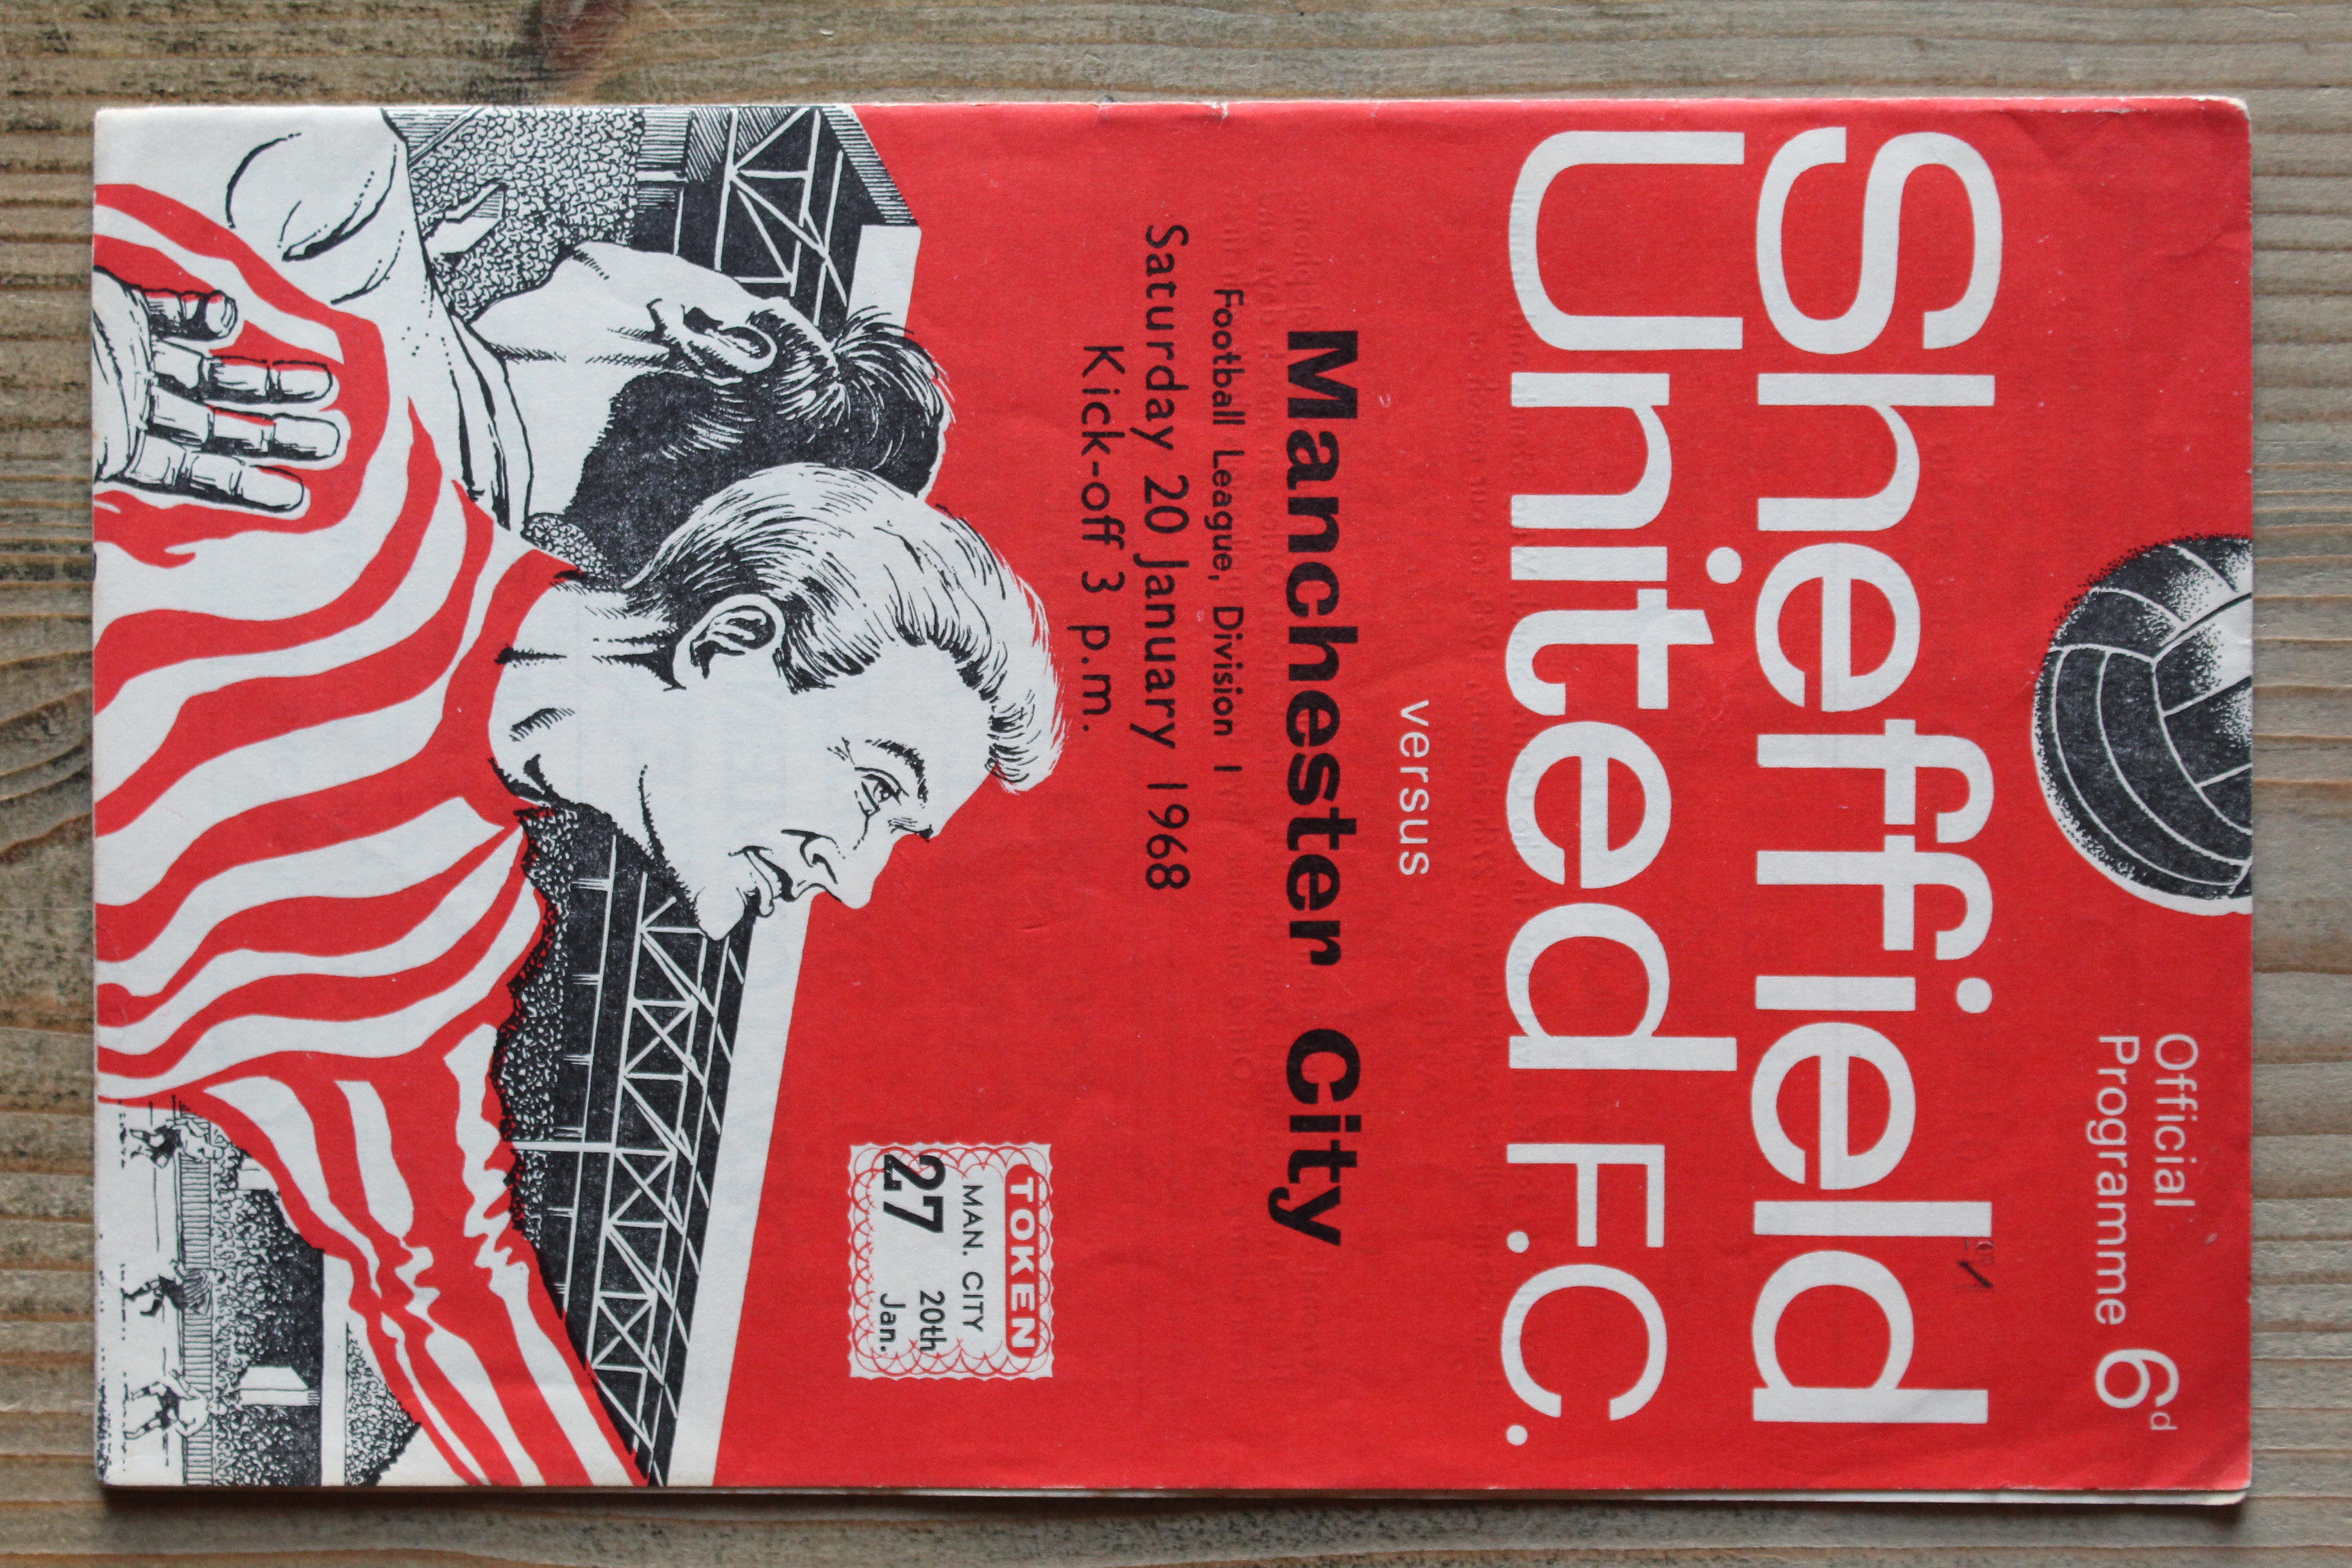 Official
Programme 6d
Sheffield
United F.C.
versus
Manchester City
Football League, Division 1
Saturday 20 January 1968
Kick-off 3 p.m.
TOKEN
MAN. CITY
27 20th
Jan.